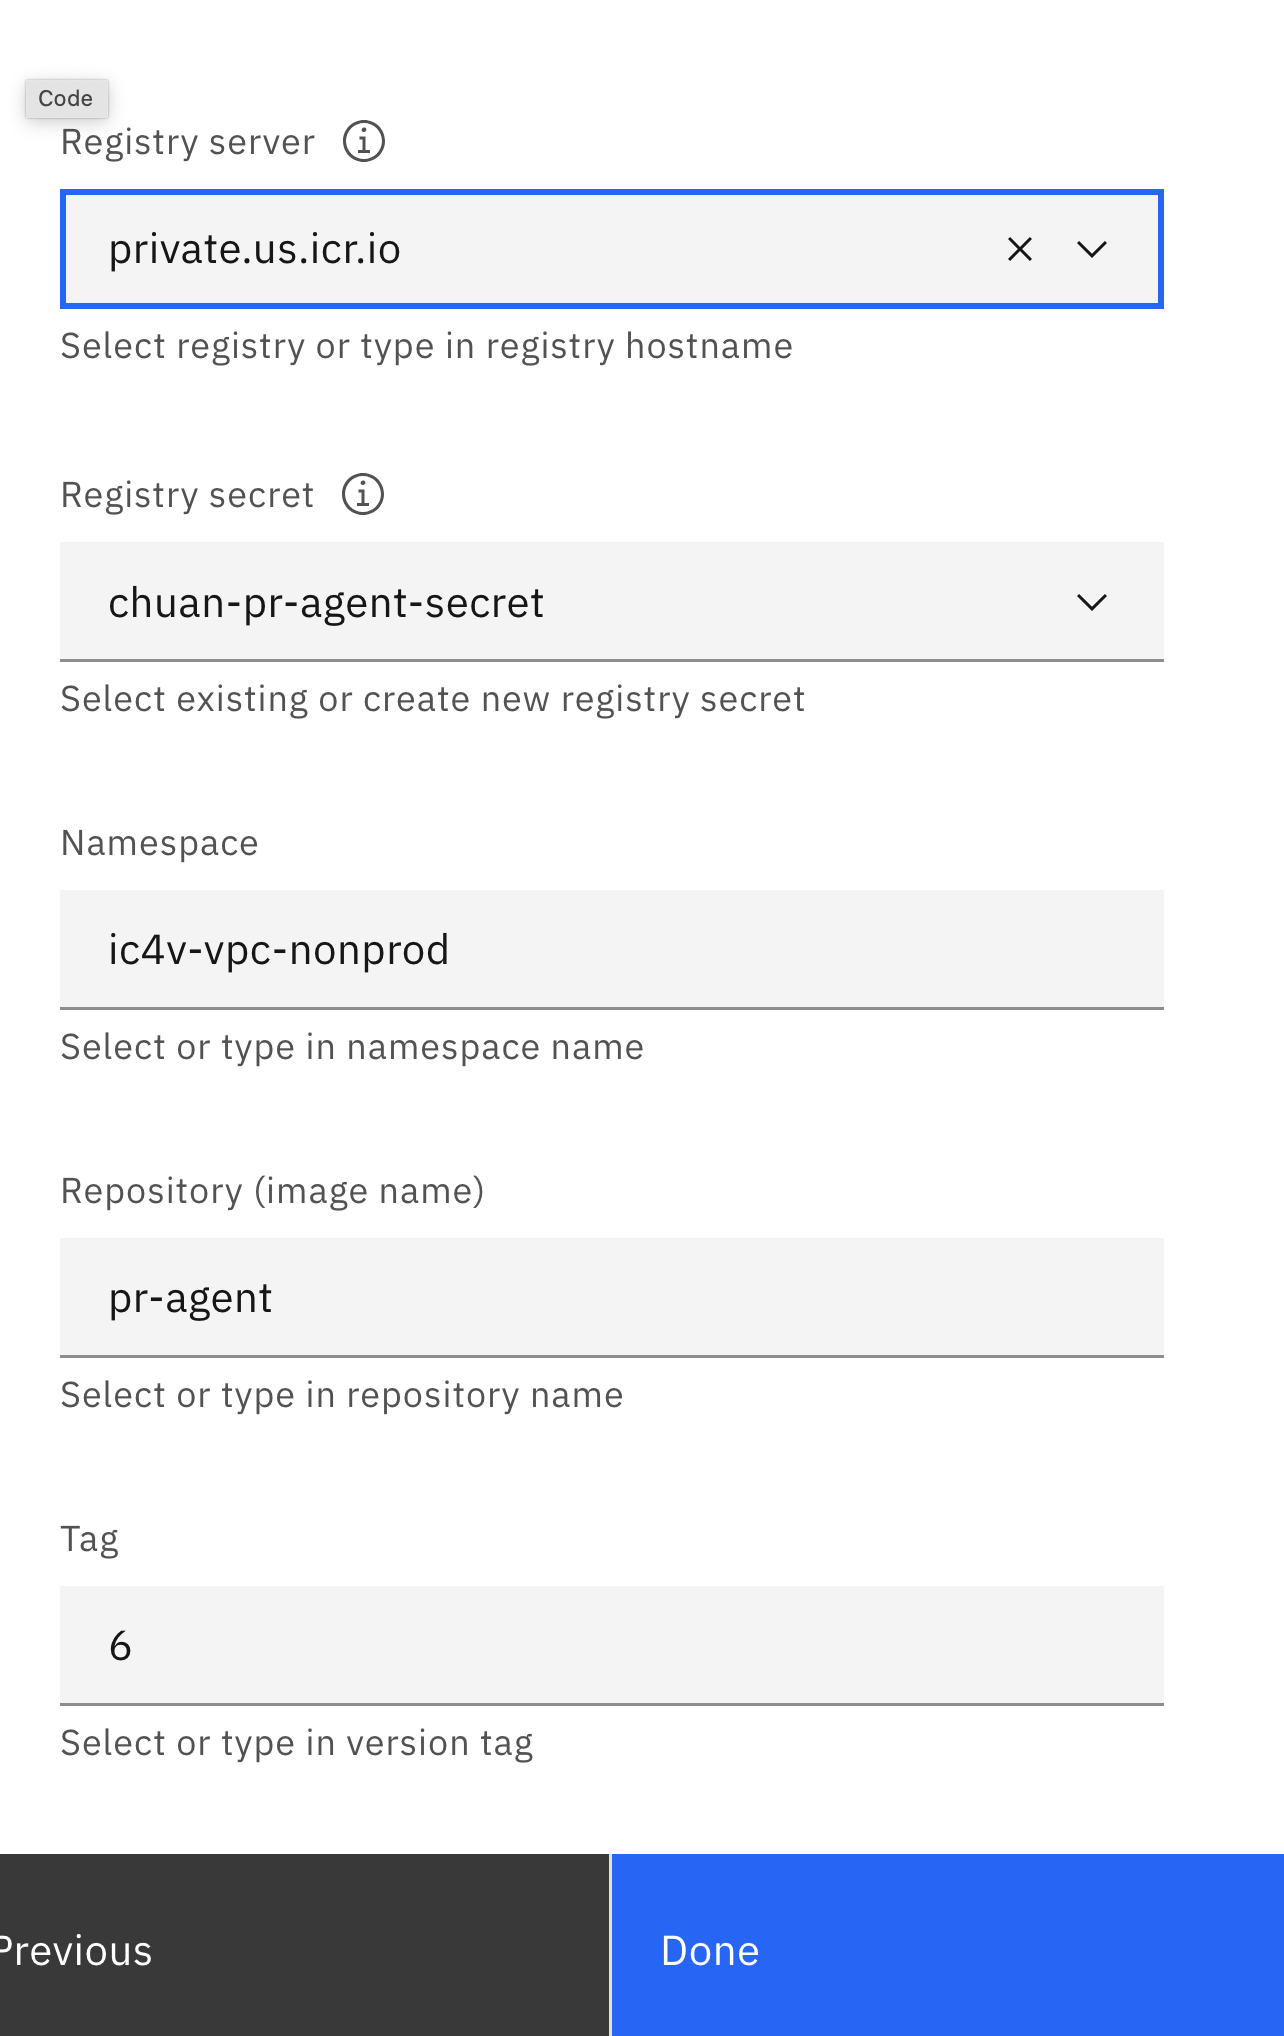 Code
Registry server
private.us.icr.io
Select registry or type in registry hostname
Registry secret
chuan-pr-agent-secret
Select existing or create new registry secret
Namespace
ic4v-vpc-nonprod
Select or type in namespace name
Repository (image name)
pr-agent
Select or type in repository name
Tag
6
Select or type in version tag
Previous
Done